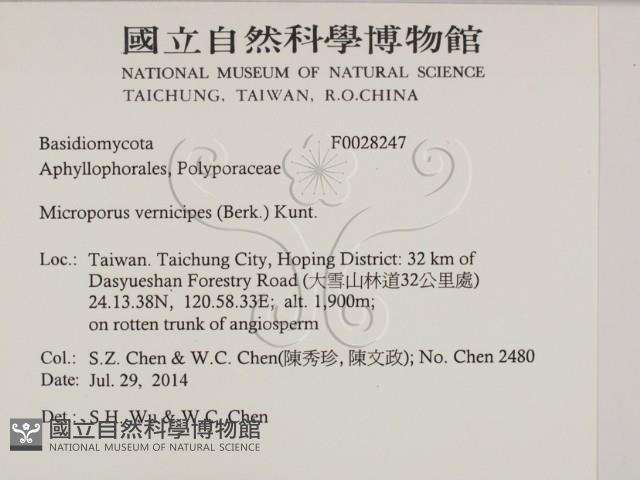 國立自然科學博物館
NATIONAL MUSEUM OF NATURAL SCIENCE
TAICHUNG, TAIWAN, R.O.CHINA
Basidiomycota F0028247
Aphyllophorales, Polyporaceae
Microporus vernicipes (Berk.) Kunt.
Loc.: Taiwan. Taichung City, Hoping District: 32 km of
Dasyueshan Forestry Road (大雪山林道32公里處)
24.13.38N, 120.58.33E; alt. 1,900m;
on rotten trunk of angiosperm
Col.: S.Z. Chen & W.C. Chen(陳秀珍, 陳文政); No. Chen 2480
Date: Jul. 29, 2014
Det.: S.H. Wu & W.C. Chen
國立自然科學博物館
NATIONAL MUSEUM OF NATURAL SCIENCE